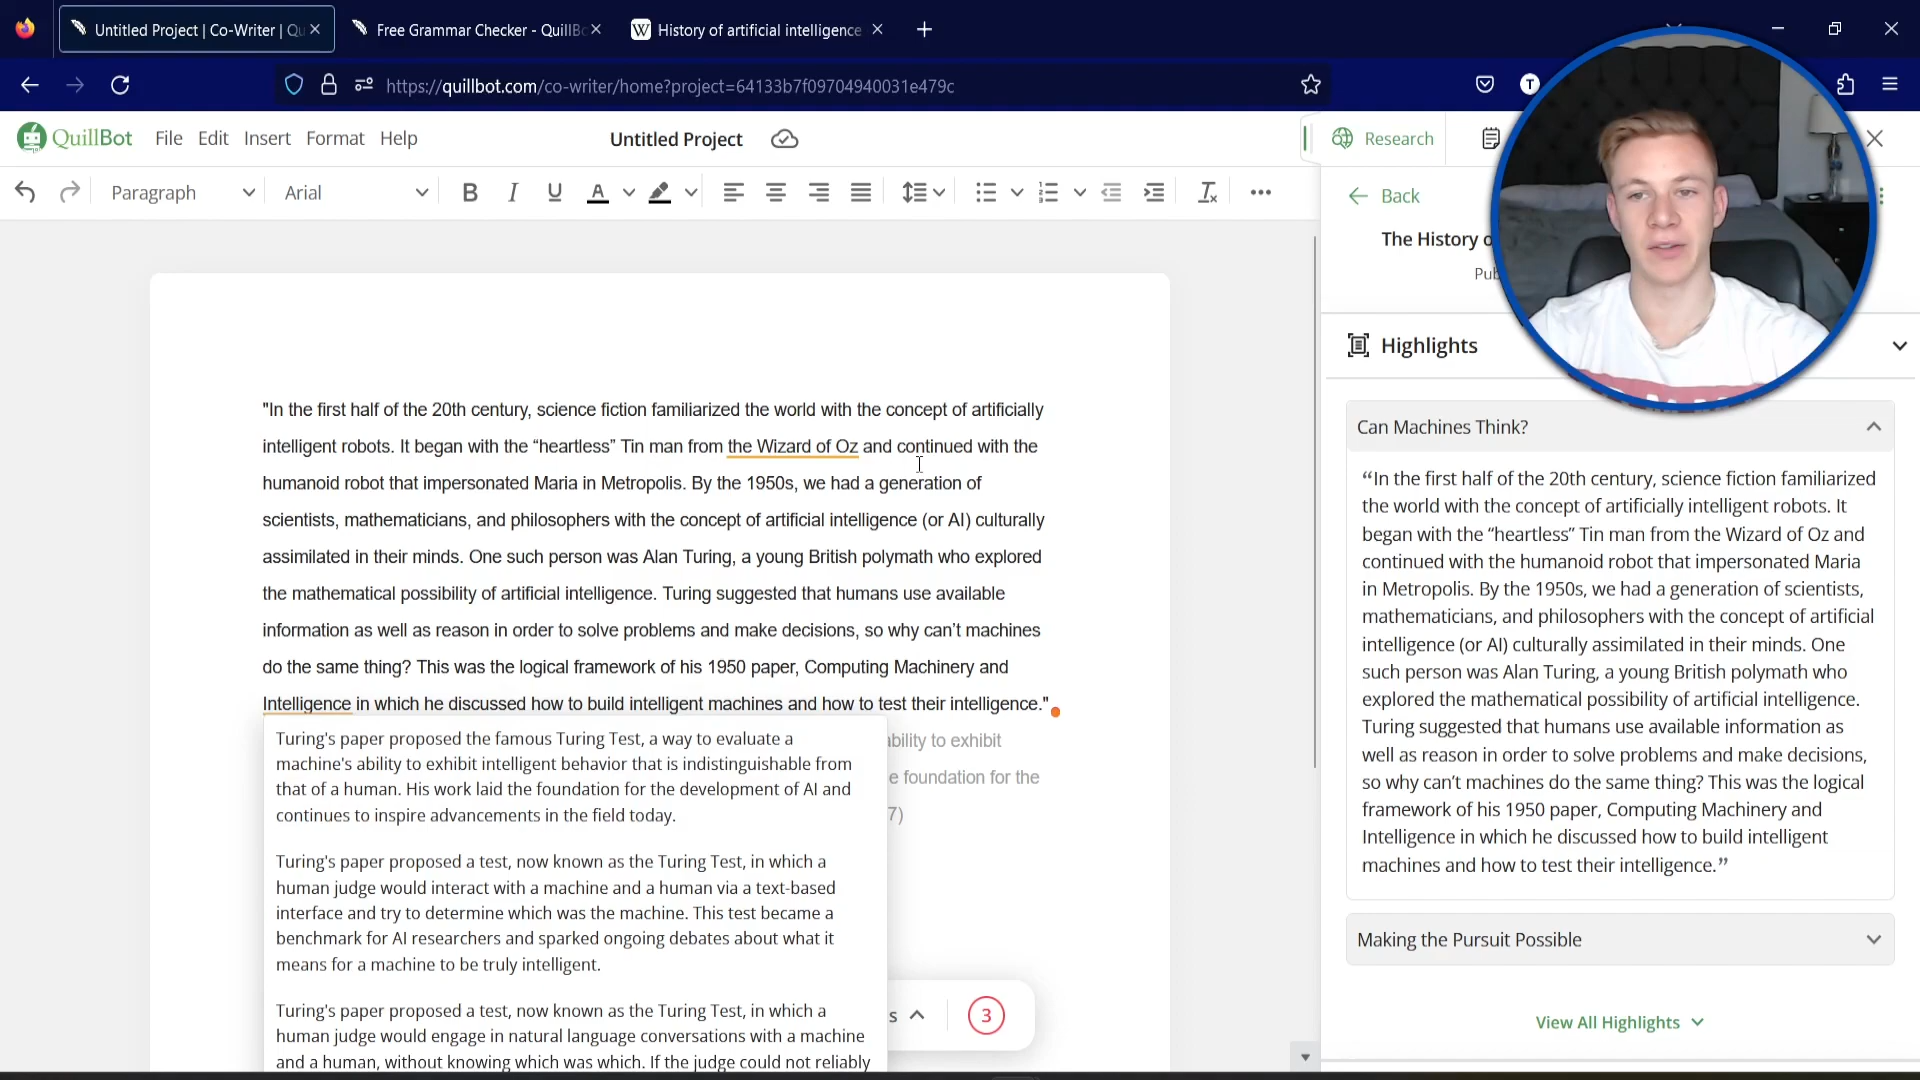 Untitled Project | Co-Writer | Qu
Free Grammar Checker - QuillBo
W History of artificial intelligence
https://quillbot.com/co-writer/home?project=64133b7f09704940031e479c
T
QuillBot File Edit Insert Format Help
Untitled Project
Research
Paragraph
Arial
B I U A
Back
The History o
Pub
Highlights
"In the first half of the 20th century, science fiction familiarized the world with the concept of artificially
intelligent robots. It began with the “heartless” Tin man from the Wizard of Oz and continued with the
humanoid robot that impersonated Maria in Metropolis. By the 1950s, we had a generation of
scientists, mathematicians, and philosophers with the concept of artificial intelligence (or AI) culturally
assimilated in their minds. One such person was Alan Turing, a young British polymath who explored
the mathematical possibility of artificial intelligence. Turing suggested that humans use available
information as well as reason in order to solve problems and make decisions, so why can’t machines
do the same thing? This was the logical framework of his 1950 paper, Computing Machinery and
Intelligence in which he discussed how to build intelligent machines and how to test their intelligence."
ability to exhibit
e foundation for the
7)
Turing's paper proposed the famous Turing Test, a way to evaluate a
machine's ability to exhibit intelligent behavior that is indistinguishable from
that of a human. His work laid the foundation for the development of AI and
continues to inspire advancements in the field today.
Turing's paper proposed a test, now known as the Turing Test, in which a
human judge would interact with a machine and a human via a text-based
interface and try to determine which was the machine. This test became a
benchmark for AI researchers and sparked ongoing debates about what it
means for a machine to be truly intelligent.
Turing's paper proposed a test, now known as the Turing Test, in which a
human judge would engage in natural language conversations with a machine
and a human, without knowing which was which. If the judge could not reliably
s
3
Can Machines Think?
“In the first half of the 20th century, science fiction familiarized
the world with the concept of artificially intelligent robots. It
began with the “heartless” Tin man from the Wizard of Oz and
continued with the humanoid robot that impersonated Maria
in Metropolis. By the 1950s, we had a generation of scientists,
mathematicians, and philosophers with the concept of artificial
intelligence (or AI) culturally assimilated in their minds. One
such person was Alan Turing, a young British polymath who
explored the mathematical possibility of artificial intelligence.
Turing suggested that humans use available information as
well as reason in order to solve problems and make decisions,
so why can’t machines do the same thing? This was the logical
framework of his 1950 paper, Computing Machinery and
Intelligence in which he discussed how to build intelligent
machines and how to test their intelligence.”
Making the Pursuit Possible
View All Highlights